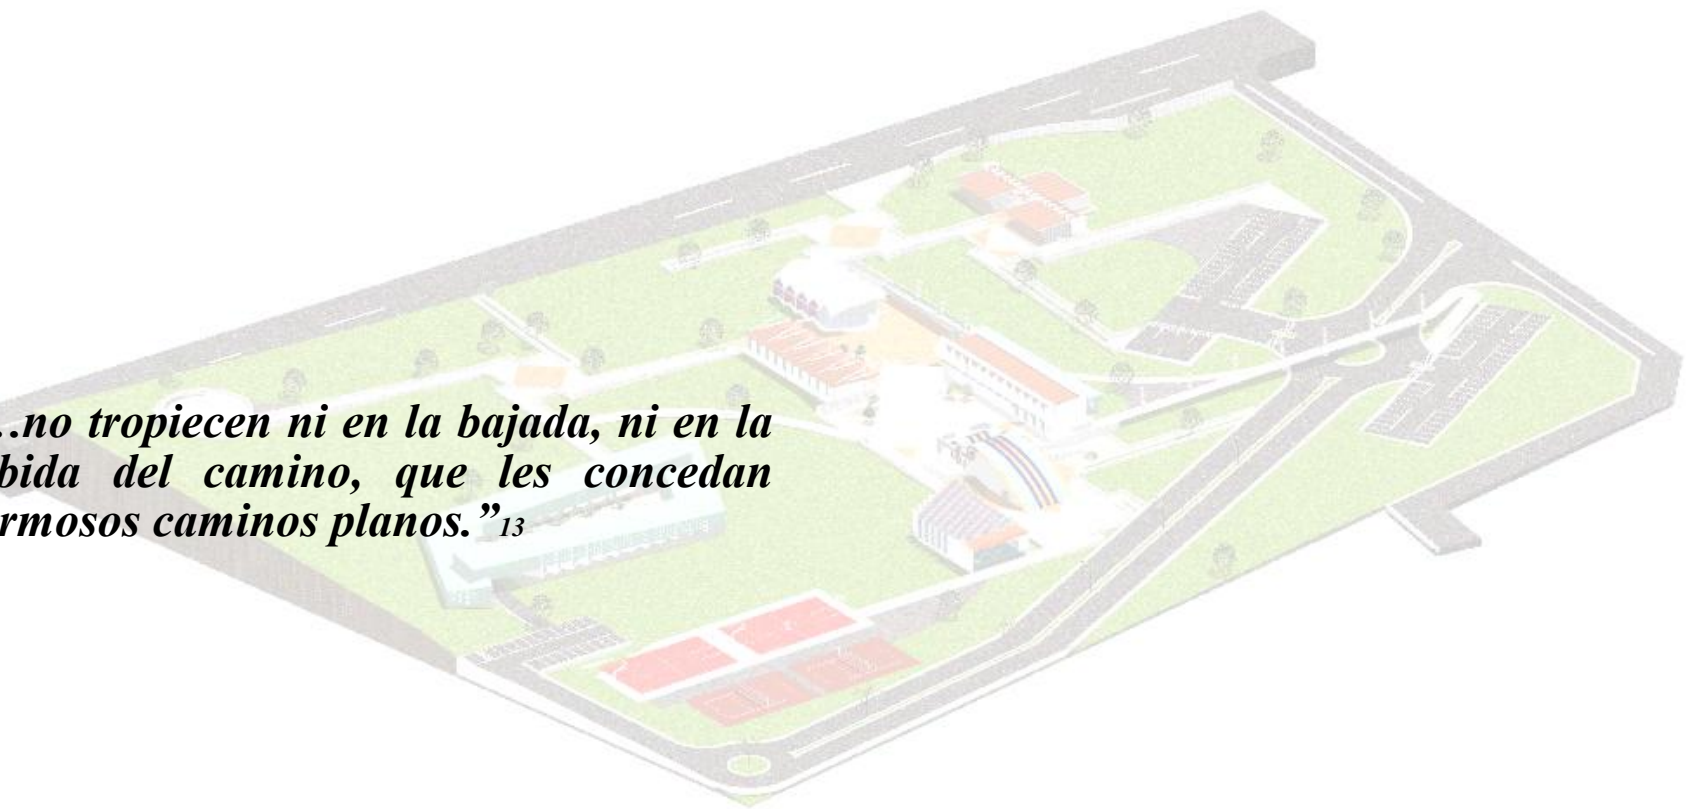 ..no tropiecen ni en la bajada, ni en la
bida del camino, que les concedan
rmosos caminos planos.”13